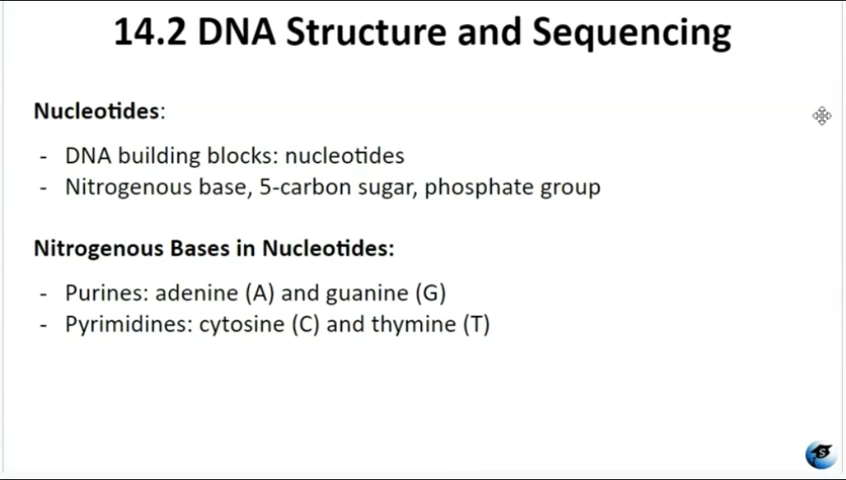 14.2 DNA Structure and Sequencing
Nucleotides:
- DNA building blocks: nucleotides
- Nitrogenous base, 5-carbon sugar, phosphate group
Nitrogenous Bases in Nucleotides:
- Purines: adenine (A) and guanine (G)
- Pyrimidines: cytosine (C) and thymine (T)
S